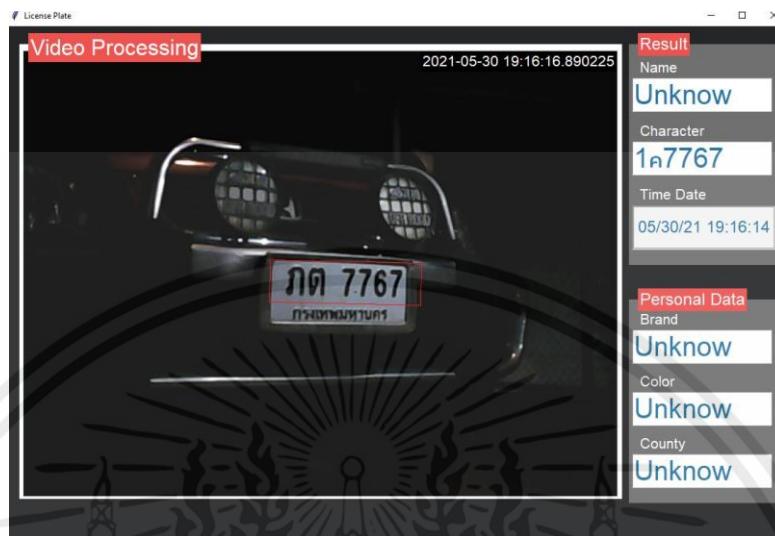 License Plate
Video Processing
2021-05-30 19:16:16.890225
ภต 7767
กรุงเทพมหานคร
Result
Name
Unknow
Character
1ค7767
Time Date
05/30/21 19:16:14
Personal Data
Brand
Unknow
Color
Unknow
County
Unknow